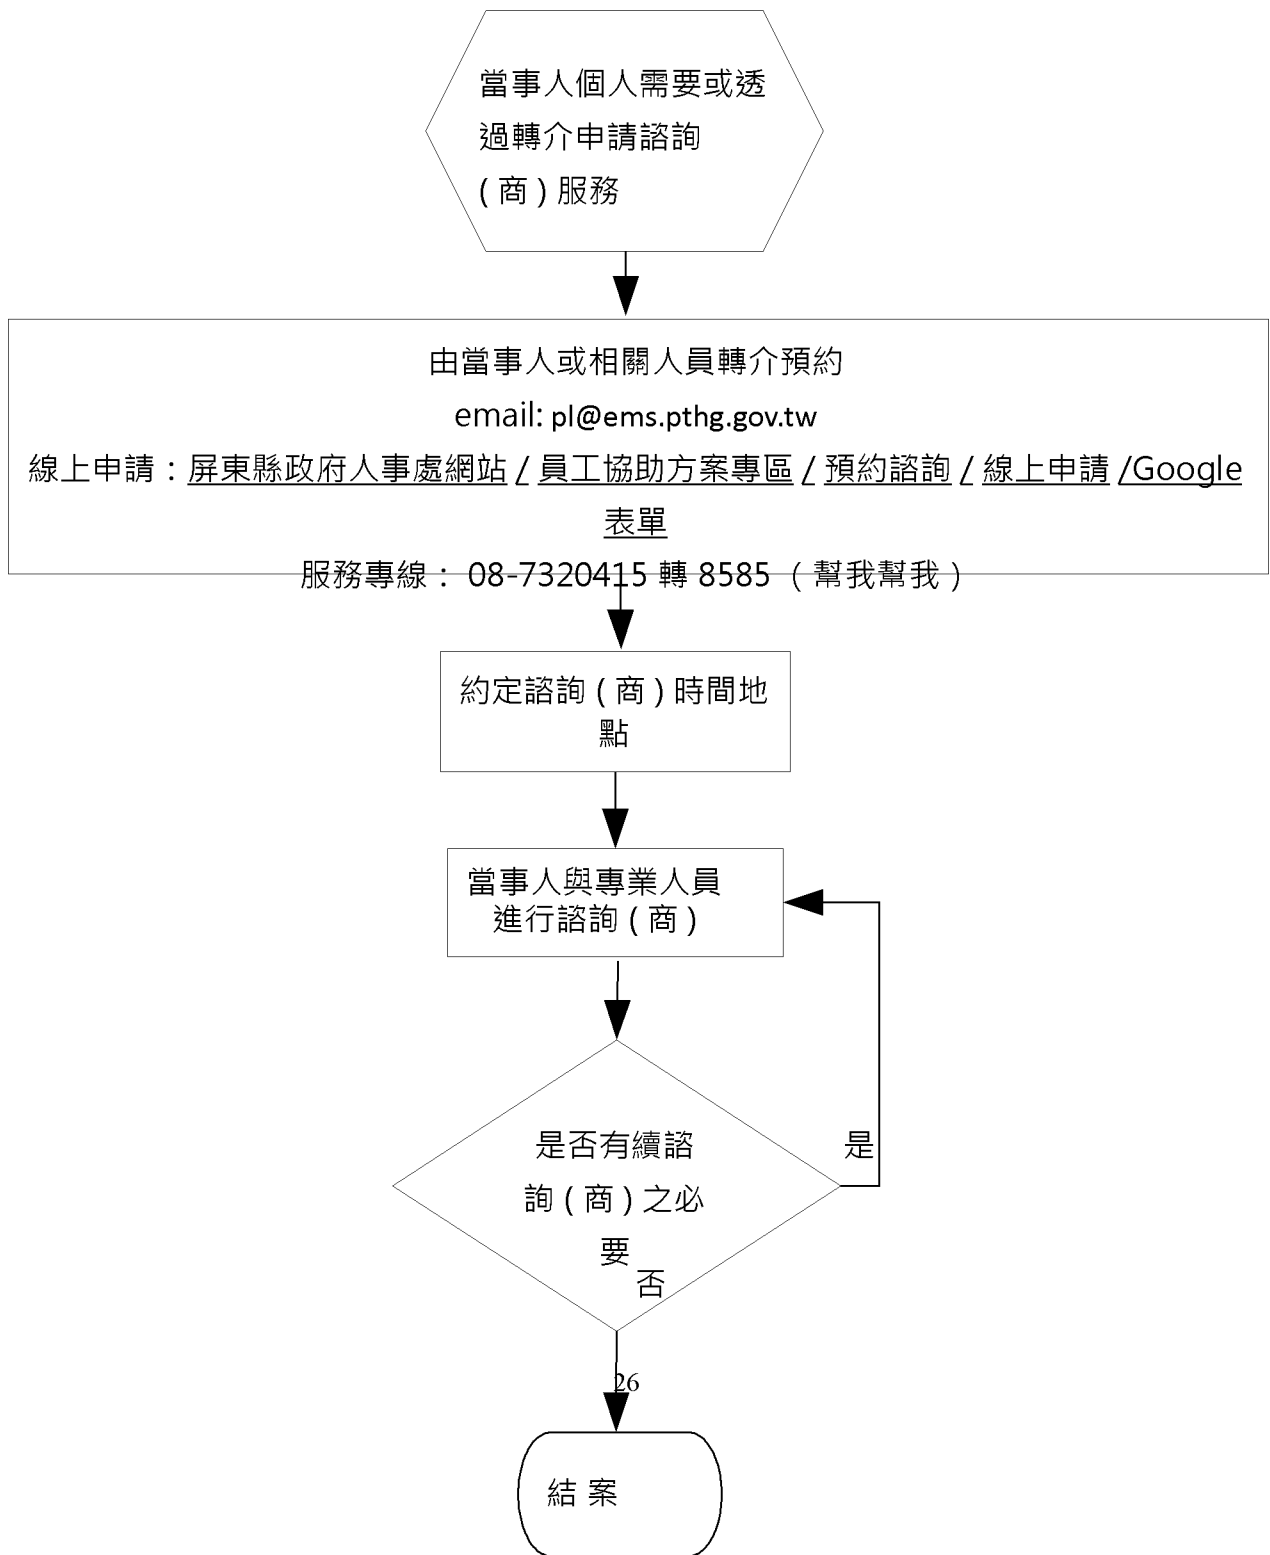 當事人個人需要或透
過轉介申請諮詢
(商)服務
由當事人或相關人員轉介預約
email: pl@ems.pthg.gov.tw
線上申請：屏東縣政府人事處網站 / 員工協助方案專區 / 預約諮詢 / 線上申請 /Google
表單
服務專線： 08-7320415 轉 8585 （幫我幫我）
約定諮詢(商)時間地
點
當事人與專業人員
進行諮詢(商)
是否有續諮
詢(商)之必
要
是
否
26
結 案